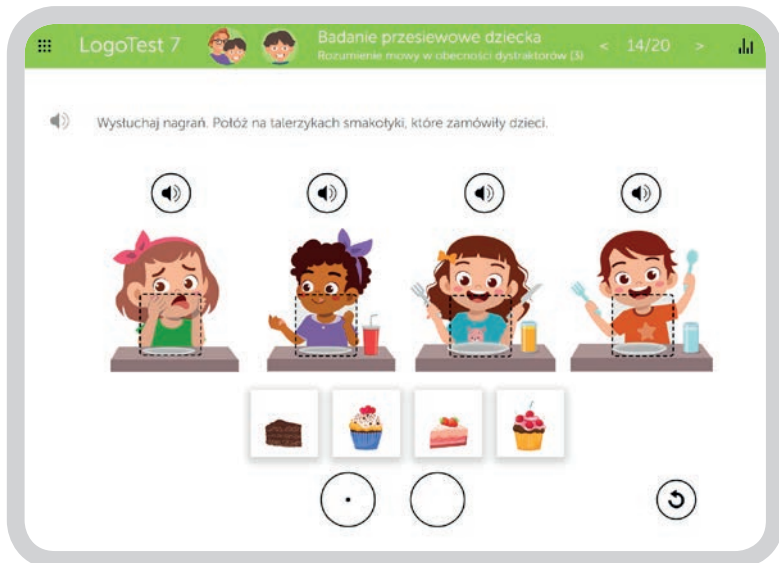 LogoTest 7
Badanie przesiewowe dziecka
Rozumienie mowy w obecności dystraktorów (3)
< 14/20 >
Wysłuchaj nagrań. Połóż na talerzykach smakołyki, które zamówiły dzieci.